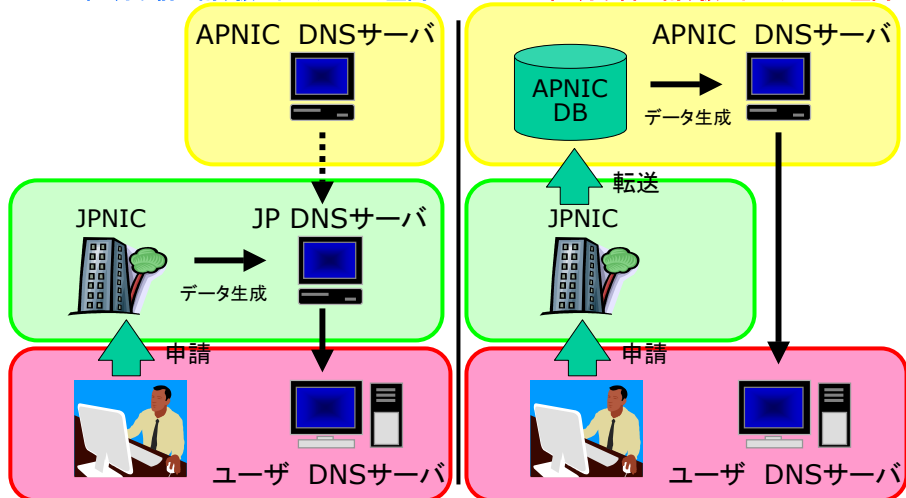 APNIC DNSサーバ
JPNIC
JP DNSサーバ
データ生成
申請
ユーザ DNSサーバ
APNIC DNSサーバ
APNIC
DB
データ生成
転送
JPNIC
申請
ユーザ DNSサーバ